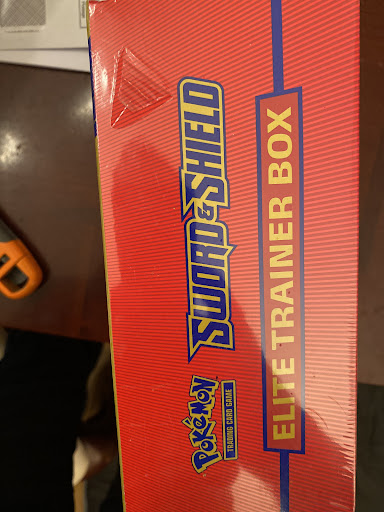 POKÉMON
TRADING CARD GAME
SWORD & SHIELD
ELITE TRAINER BOX